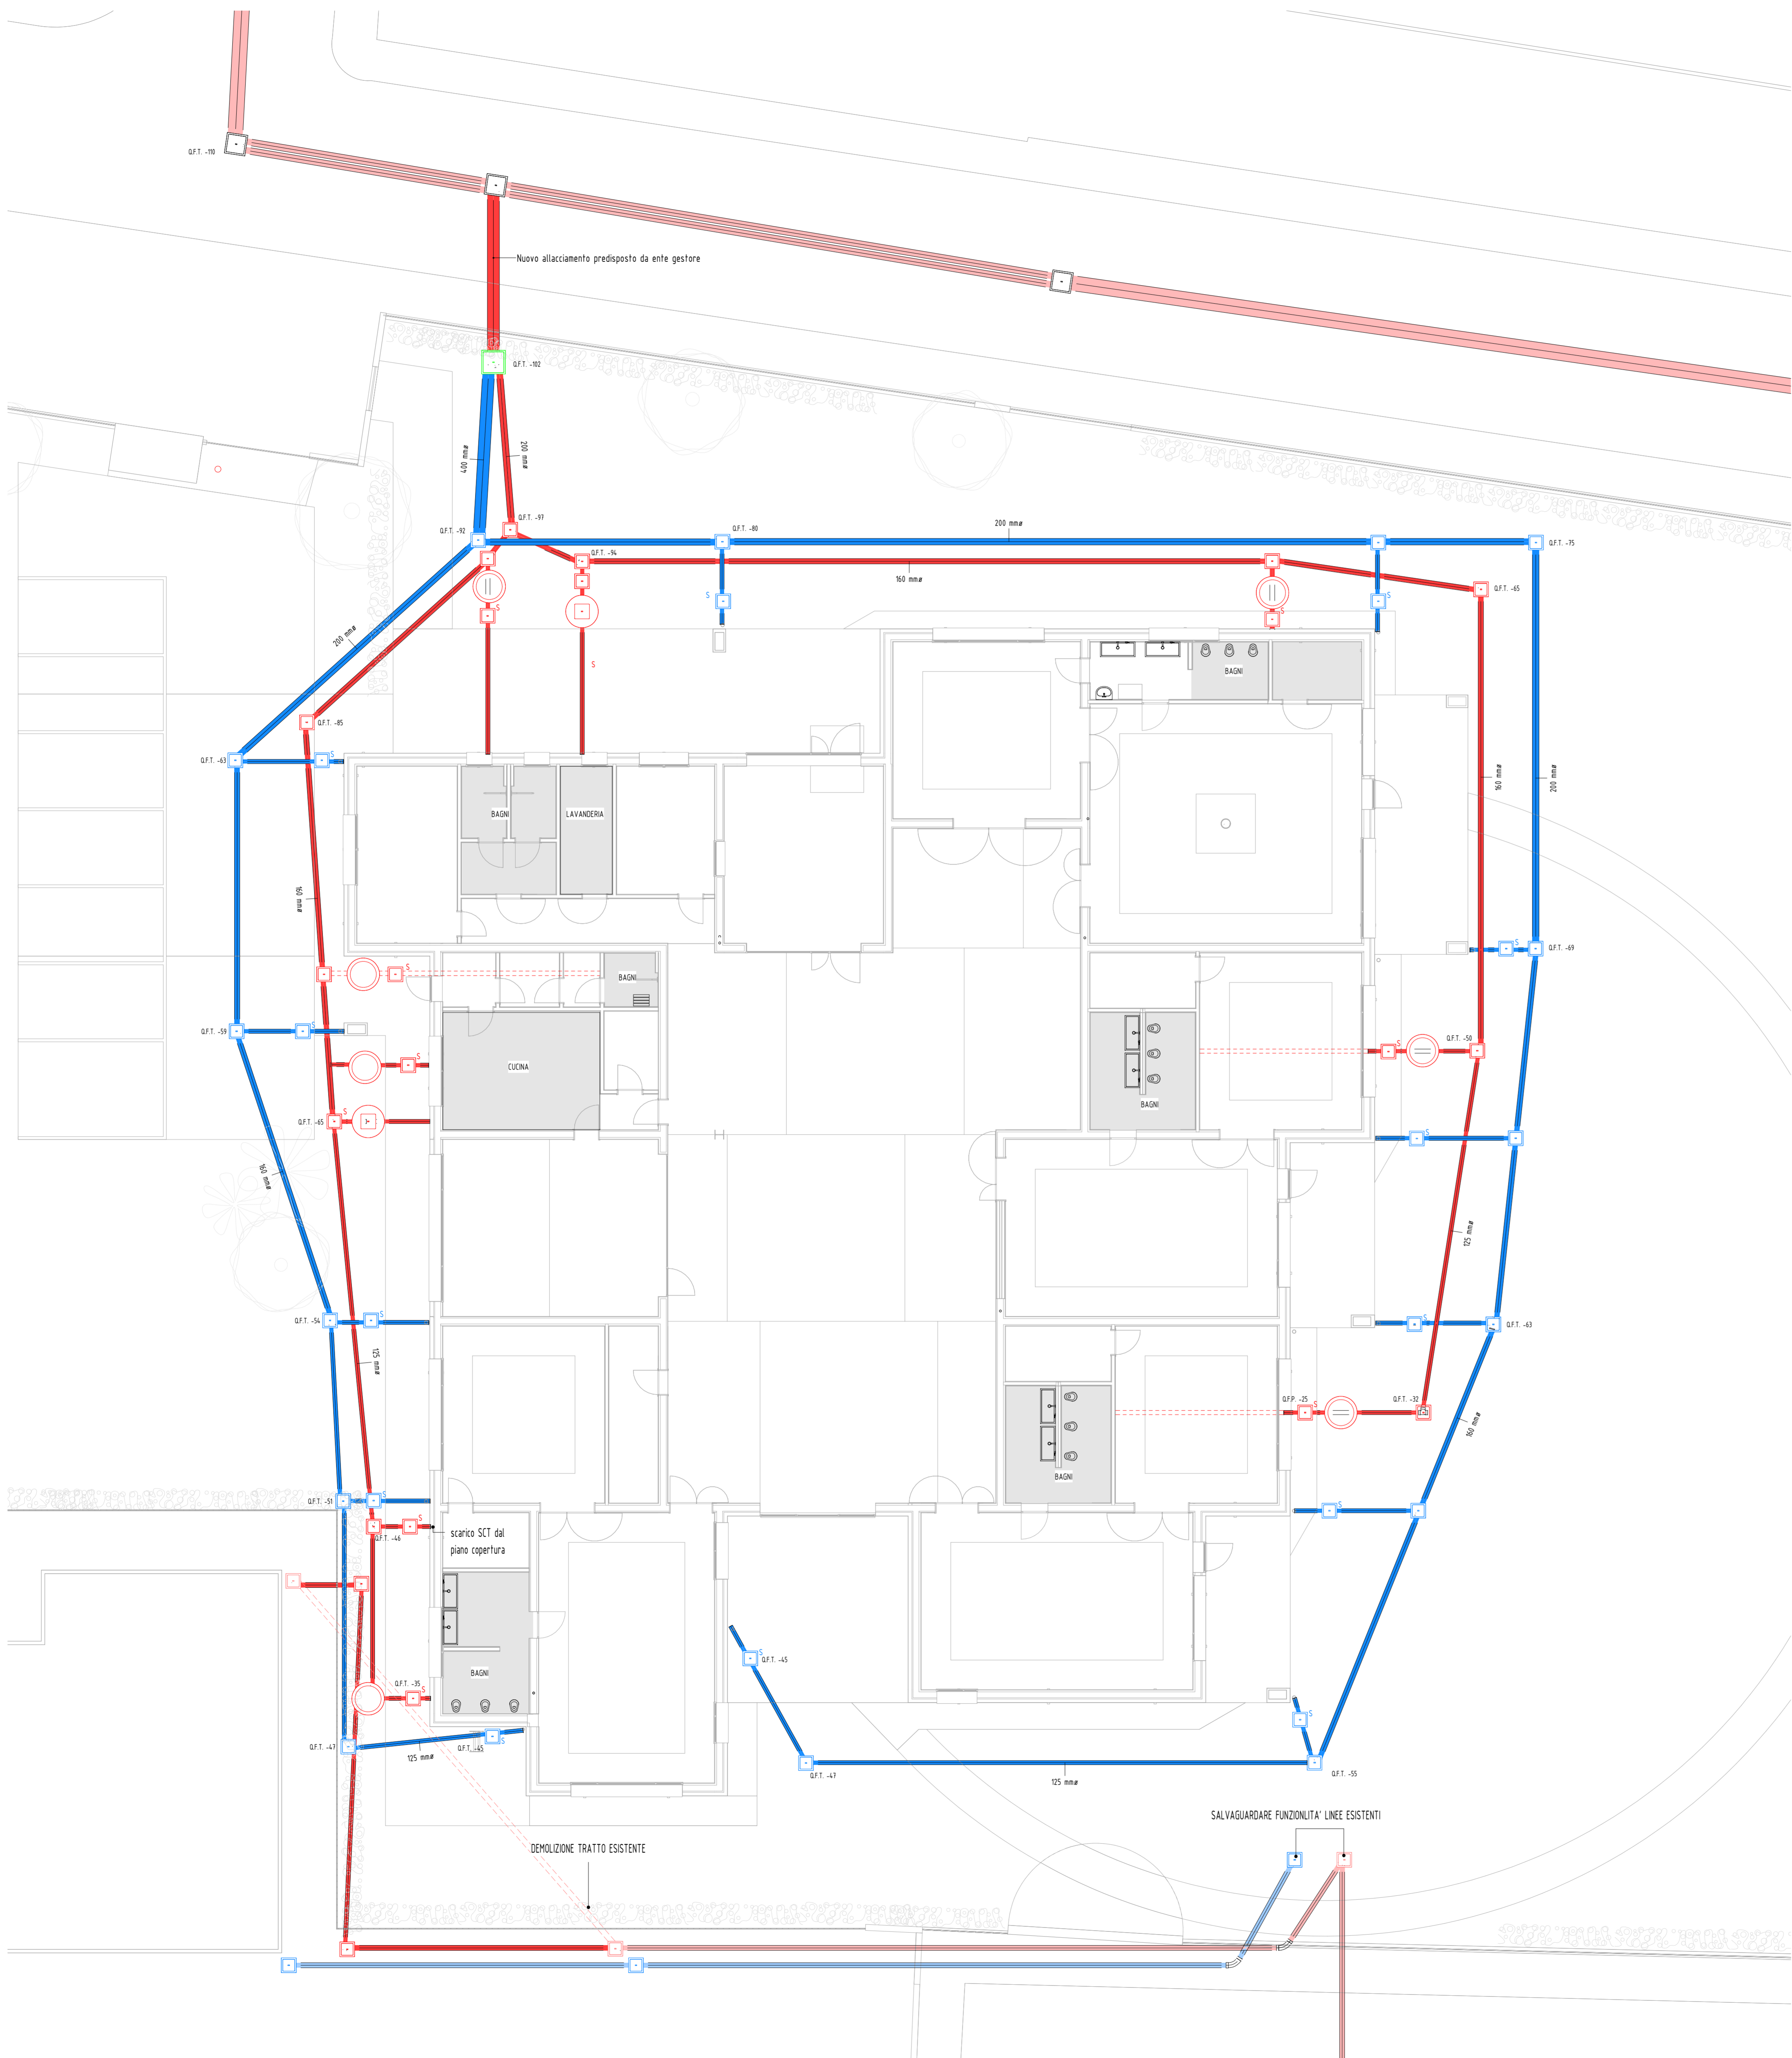 Q.F.T. -110
Nuovo allacciamento predisposto da ente gestore
Q.F.T. -102
400 mmø
200 mmø
Q.F.T. -97
Q.F.T. -92
Q.F.T. -80
200 mmø
Q.F.T. -75
Q.F.T. -94
160 mmø
Q.F.T. -65
S
S
S
S
200 mmø
S
BAGNI
Q.F.T. -85
Q.F.T. -63
S
160 mmø
200 mmø
BAGNI
LAVANDERIA
160 mmø
S
Q.F.T. -69
S
BAGNI
Q.F.T. -59
S
Q.F.T. -50
S
S
CUCINA
BAGNI
Q.F.T. -65
S
S
160 mmø
125 mmø
Q.F.T. -54
S
S
Q.F.T. -63
125 mmø
Q.F.P. -25
S
Q.F.T. -32
160 mmø
BAGNI
Q.F.T. -51
S
S
S
Q.F.T. -46
scarico SCT dal
piano copertura
S
Q.F.T. -45
BAGNI
Q.F.T. -35
S
S
Q.F.T. -47
125 mmø
Q.F.T. -45
S
Q.F.T. -47
125 mmø
Q.F.T. -55
SALVAGUARDARE FUNZIONLITA' LINEE ESISTENTI
DEMOLIZIONE TRATTO ESISTENTE